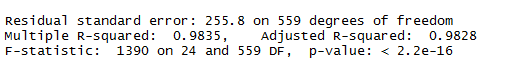 Residual standard error: 255.8 on 559 degrees of freedom
Multiple R-squared:  0.9835,    Adjusted R-squared:  0.9828
F-statistic:  1390 on 24 and 559 DF,  p-value: < 2.2e-16